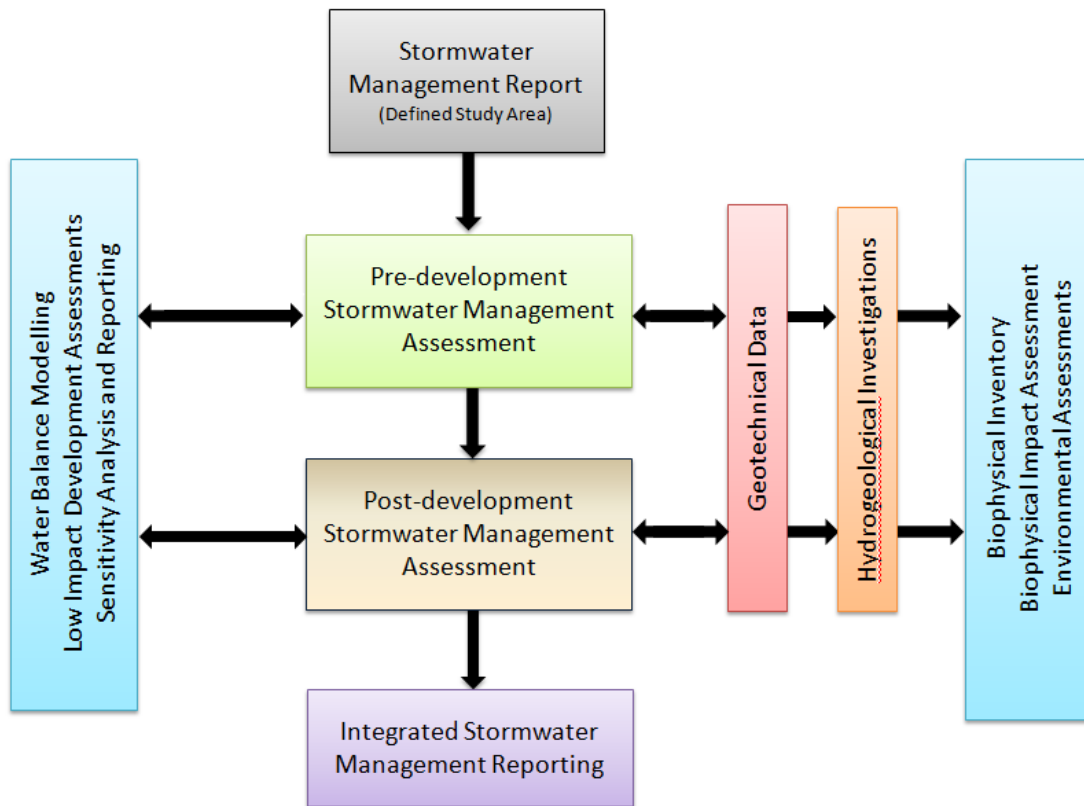 Stormwater
Management Report
(Defined Study Area)
Water Balance Modelling
Low Impact Development Assessments
Sensitivity Analysis and Reporting
Pre-development
Stormwater Management
Assessment
Post-development
Stormwater Management
Assessment
Geotechnical Data
Hydrogeological Investigations
Biophysical Inventory
Biophysical Impact Assessment
Environmental Assessments
Integrated Stormwater
Management Reporting